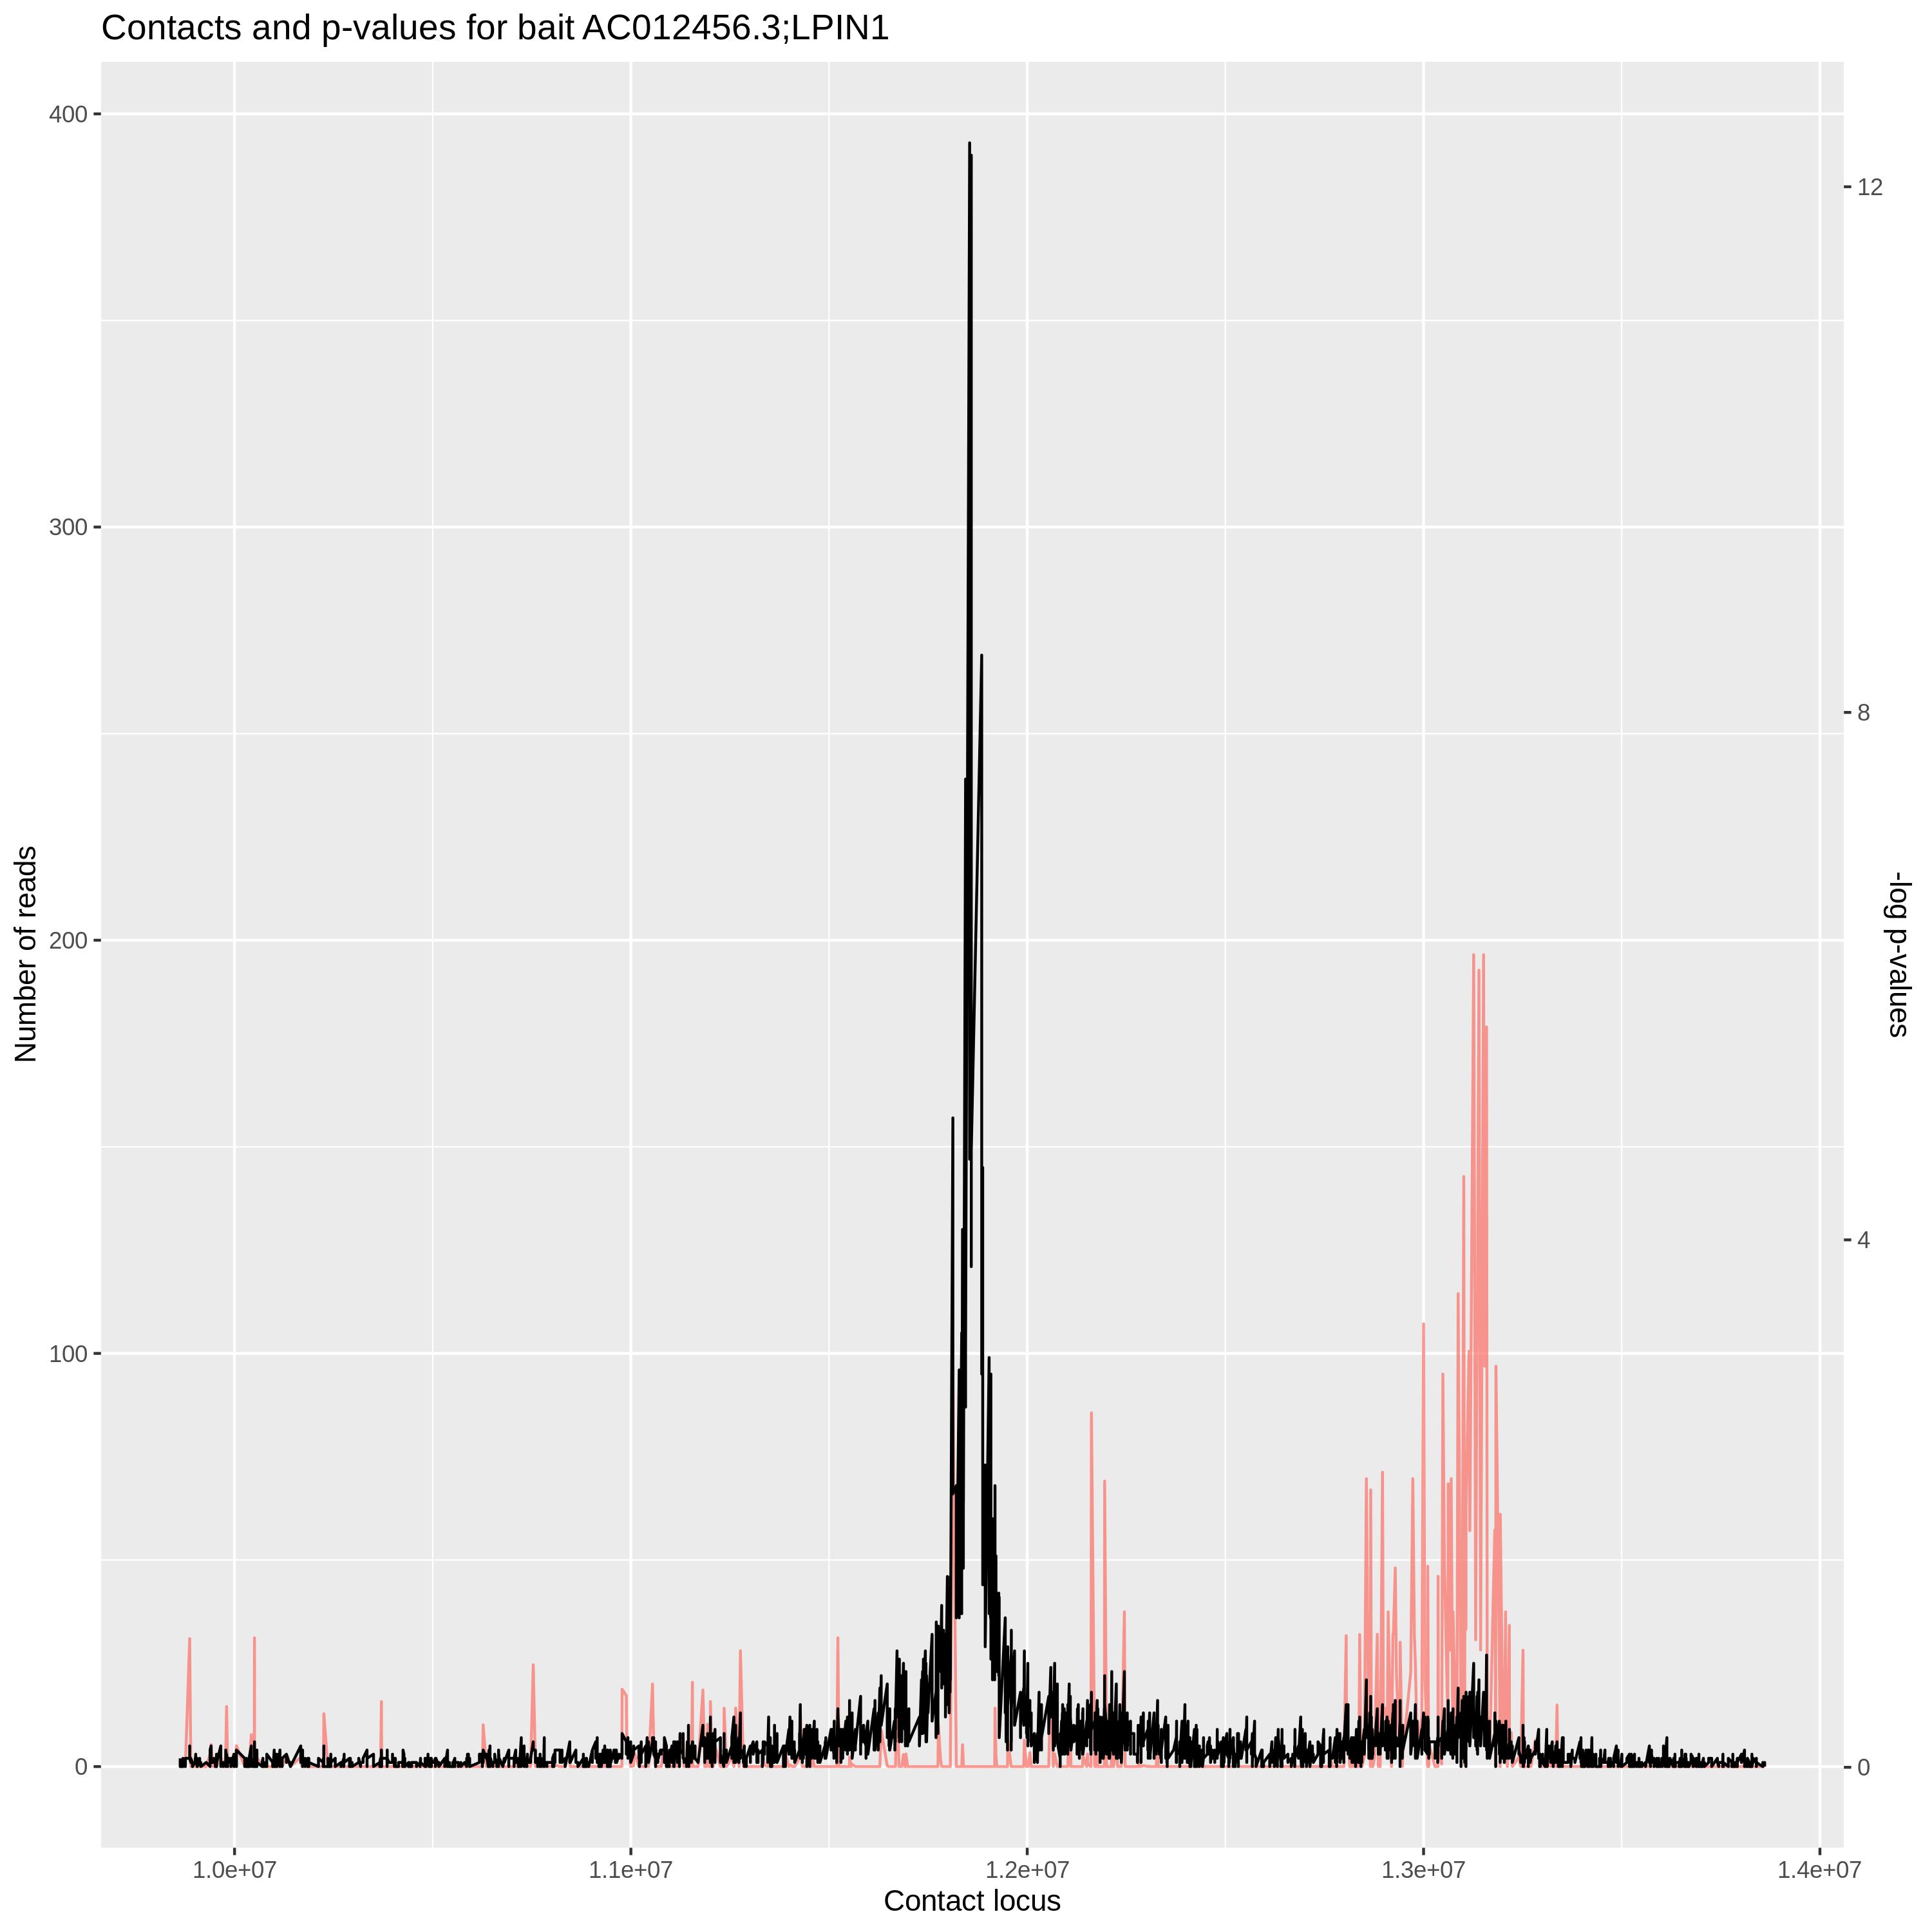 Contacts and p-values for bait AC012456.3;LPIN1
400
300
200
100
0
Number of reads
12
8
4
0
-log p-values
1.0e+07
1.1e+07
1.2e+07
1.3e+07
1.4e+07
Contact locus